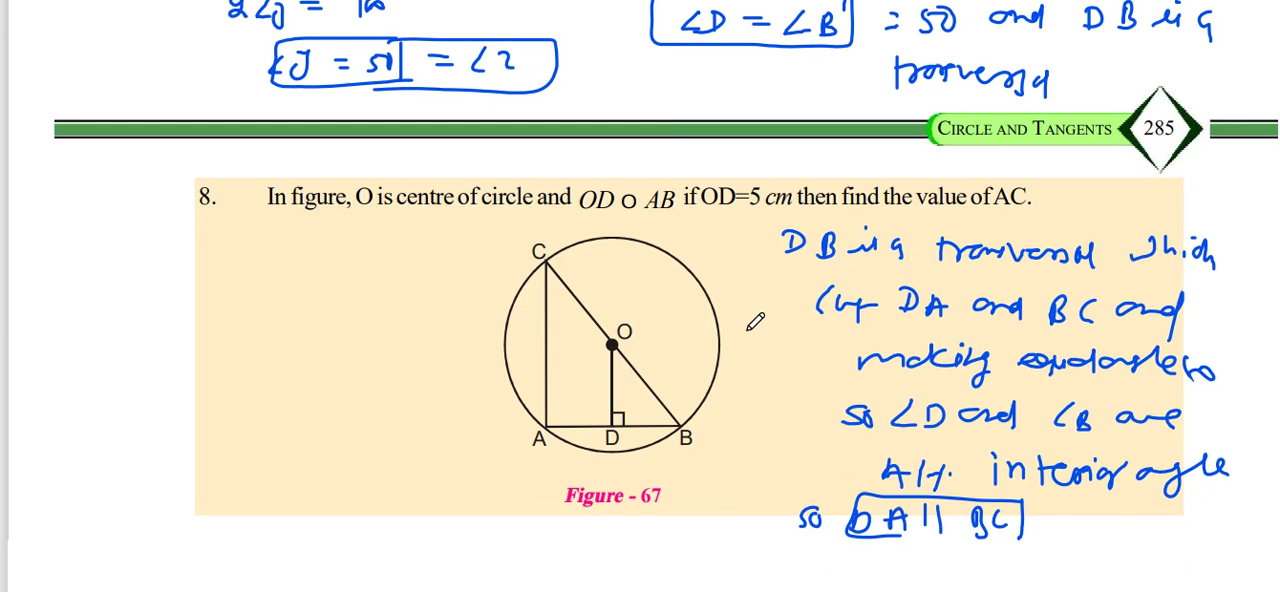 ∠D = ∠B = 50 and DB is a
= 50 = ∠2
CIRCLE AND TANGENTS 285
8. In figure, O is centre of circle and OD O AB if OD=5 cm then find the value of AC.
C
O
A D B
Figure - 67
DB is a transversal which
DA and BC and
making
so ∠D and ∠B are
Alt. interior angle
so DA || BC